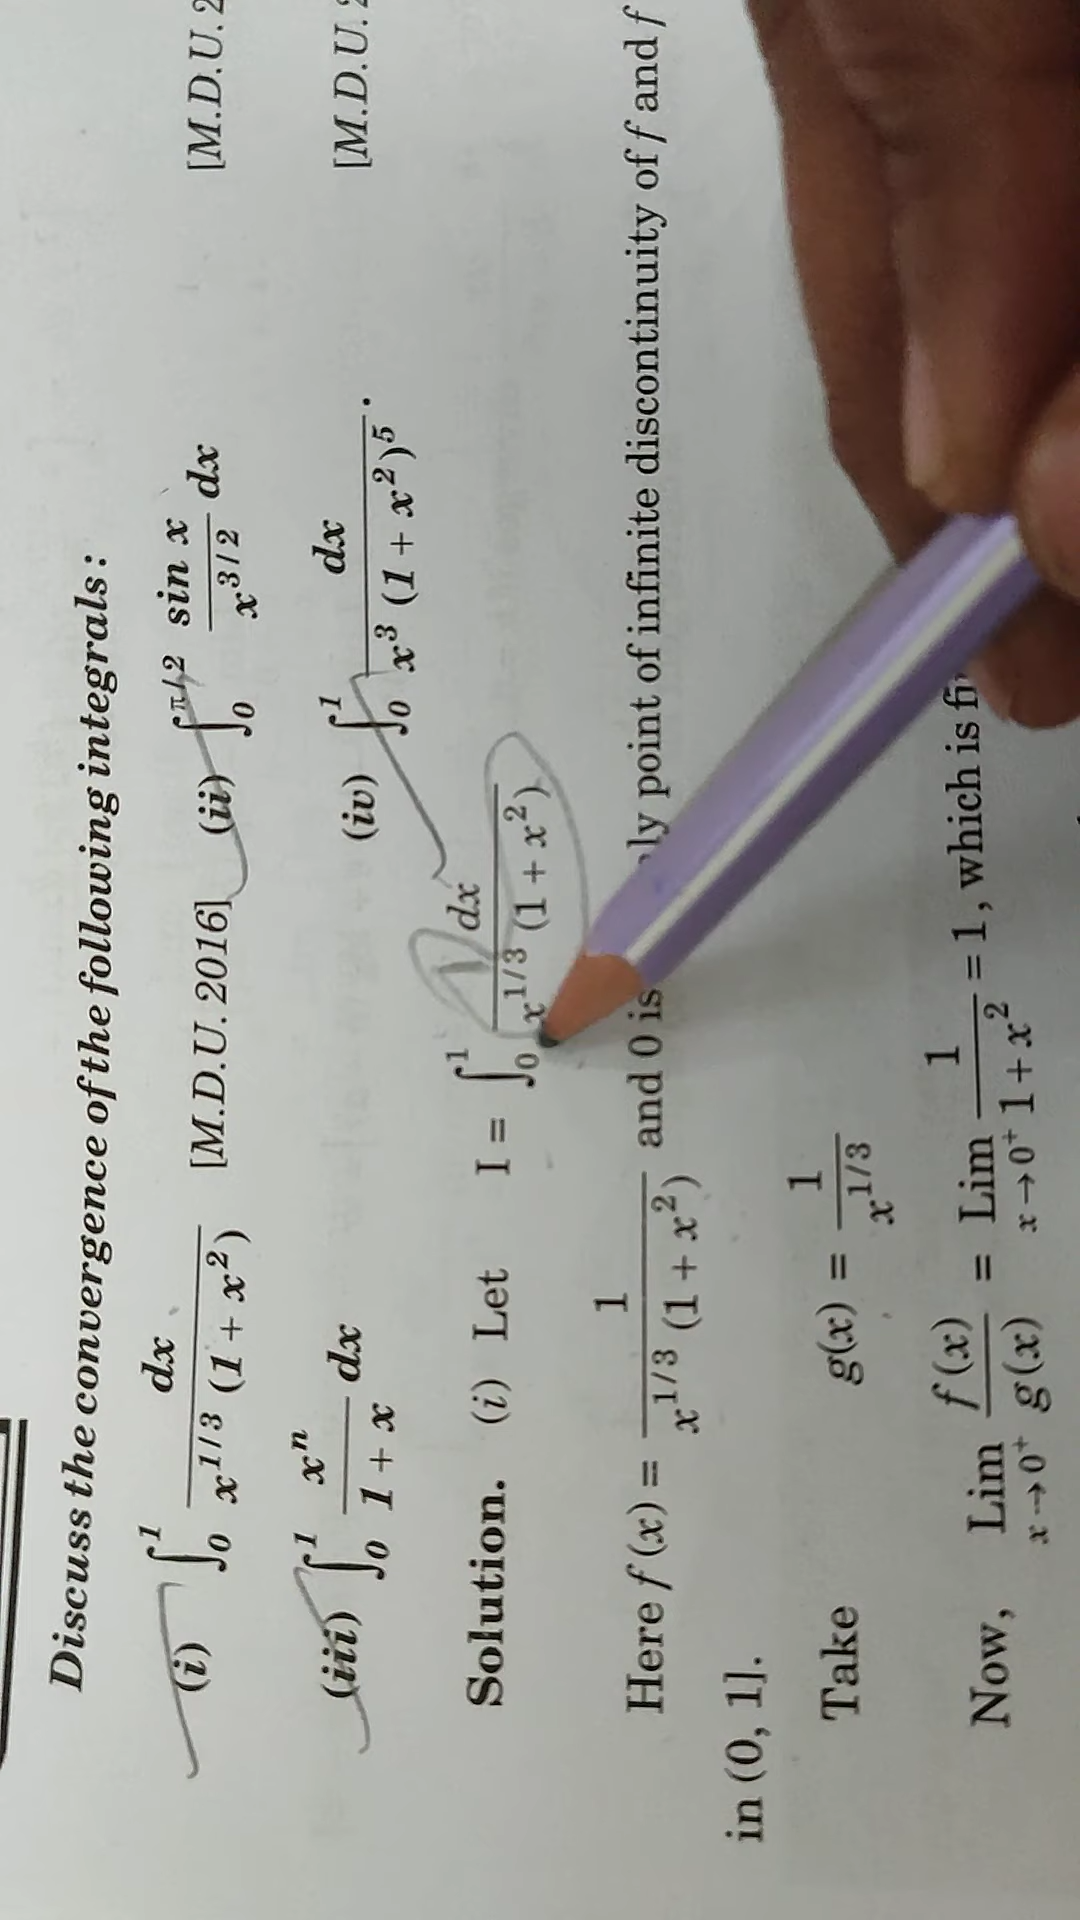 Discuss the convergence of the following integrals :
(i) ∫₀¹ dx / (x^{1/3} (1 + x²)) [M.D.U. 2016] (ii) ∫₀^{π/2} sin x / x^{3/2} dx [M.D.U. 2
(iii) ∫₀¹ xⁿ / (1 + x) dx (iv) ∫₀¹ dx / (x³ (1 + x²)⁵) . [M.D.U.
Solution. (i) Let I = ∫₀¹ dx / (x^{1/3} (1 + x²))
Here f (x) = 1 / (x^{1/3} (1 + x²)) and 0 is point of infinite discontinuity of f and f
in (0, 1].
Take g(x) = 1 / x^{1/3}
Now, Lim_{x→0⁺} f (x) / g(x) = Lim_{x→0⁺} 1 / (1 + x²) = 1, which is